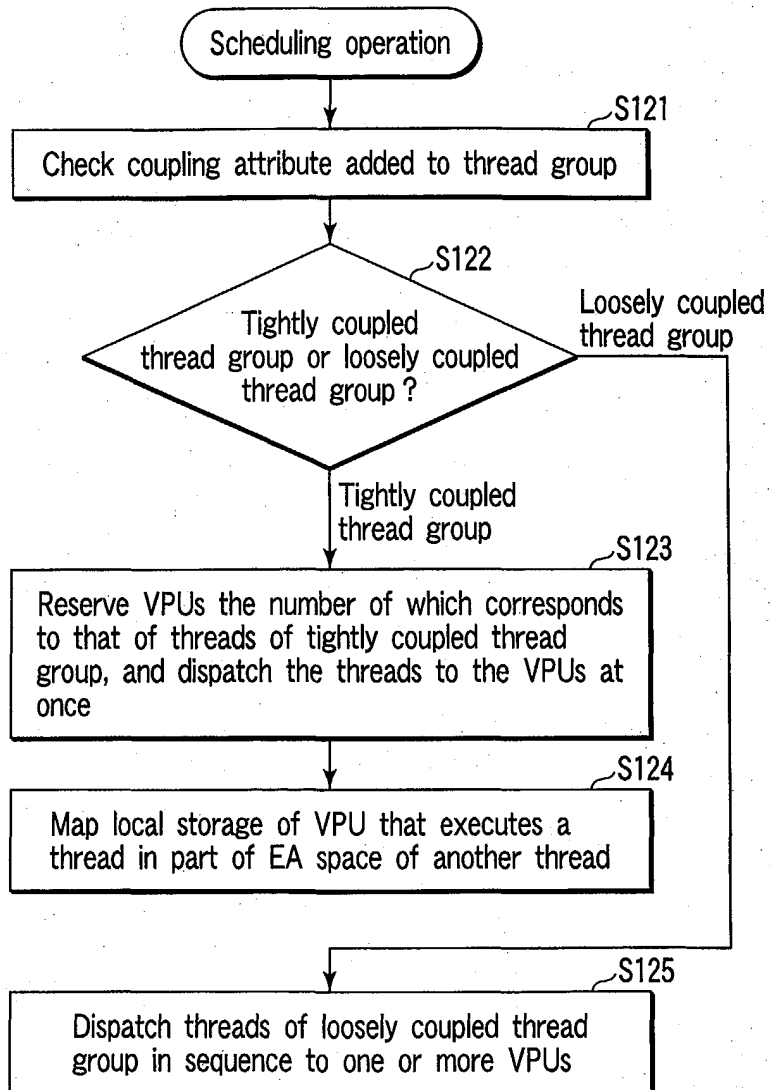 Scheduling operation
S121
Check coupling attribute added to thread group
S122
Tightly coupled
thread group or loosely coupled
thread group ?
Loosely coupled
thread group
Tightly coupled
thread group
S123
Reserve VPUs the number of which corresponds
to that of threads of tightly coupled thread
group, and dispatch the threads to the VPUs at
once
S124
Map local storage of VPU that executes a
thread in part of EA space of another thread
S125
Dispatch threads of loosely coupled thread
group in sequence to one or more VPUs